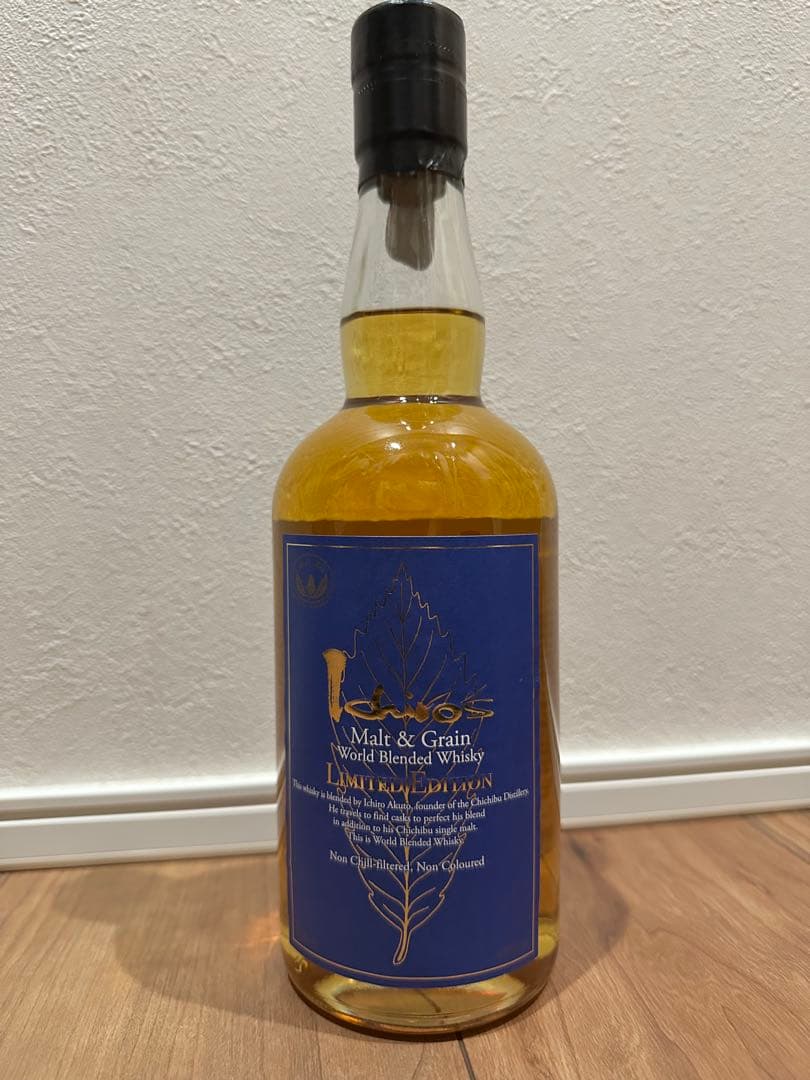 Ichiro's
Malt & Grain
World Blended Whisky
LIMITED EDITION
This whisky is blended by Ichiro Akuto, founder of the Chichibu Distillery.
He travels to find casks to perfect his blend
in addition to his Chichibu single malt.
This is World Blended Whisky.
Non Chill-filtered, Non Coloured